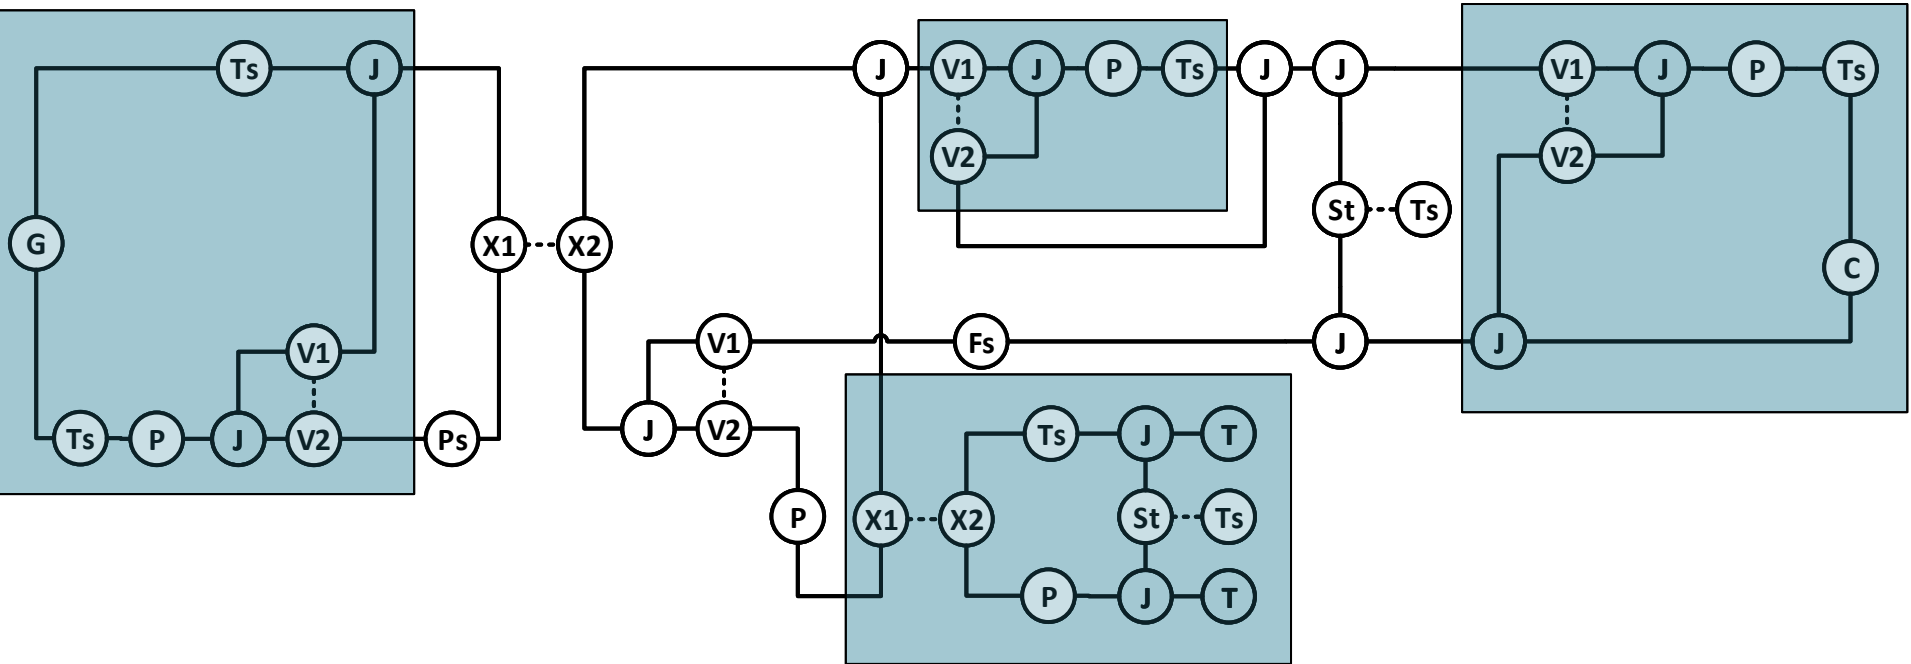 Ts J J V1 J P Ts J J V1 J P Ts
V2 V2
St Ts
G X1 X2 C
V1 V1 Fs J J
Ts P J V2 Ps J V2 Ts J T
P X1 X2 St Ts
P J T